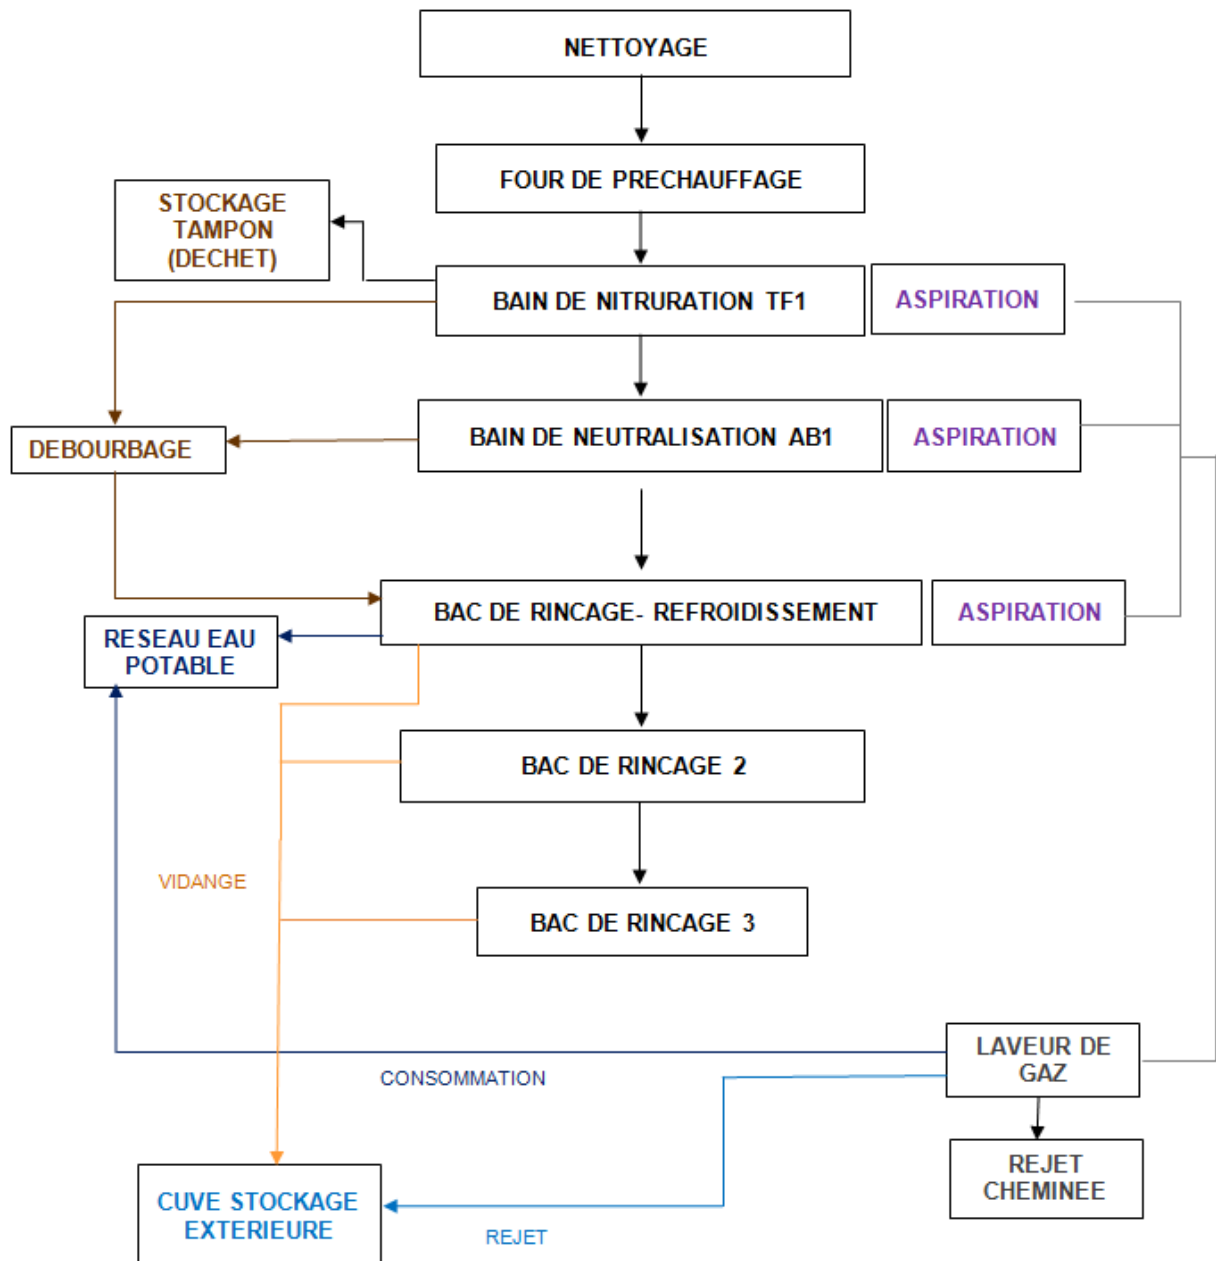 NETTOYAGE
FOUR DE PRECHAUFFAGE
STOCKAGE
TAMPON
(DECHET)
BAIN DE NITRURATION TF1
ASPIRATION
BAIN DE NEUTRALISATION AB1
ASPIRATION
DEBOURBAGE
BAC DE RINCAGE- REFROIDISSEMENT
ASPIRATION
RESEAU EAU
POTABLE
BAC DE RINCAGE 2
VIDANGE
BAC DE RINCAGE 3
LAVEUR DE
GAZ
CONSOMMATION
REJET
CHEMINEE
CUVE STOCKAGE
EXTERIEURE
REJET